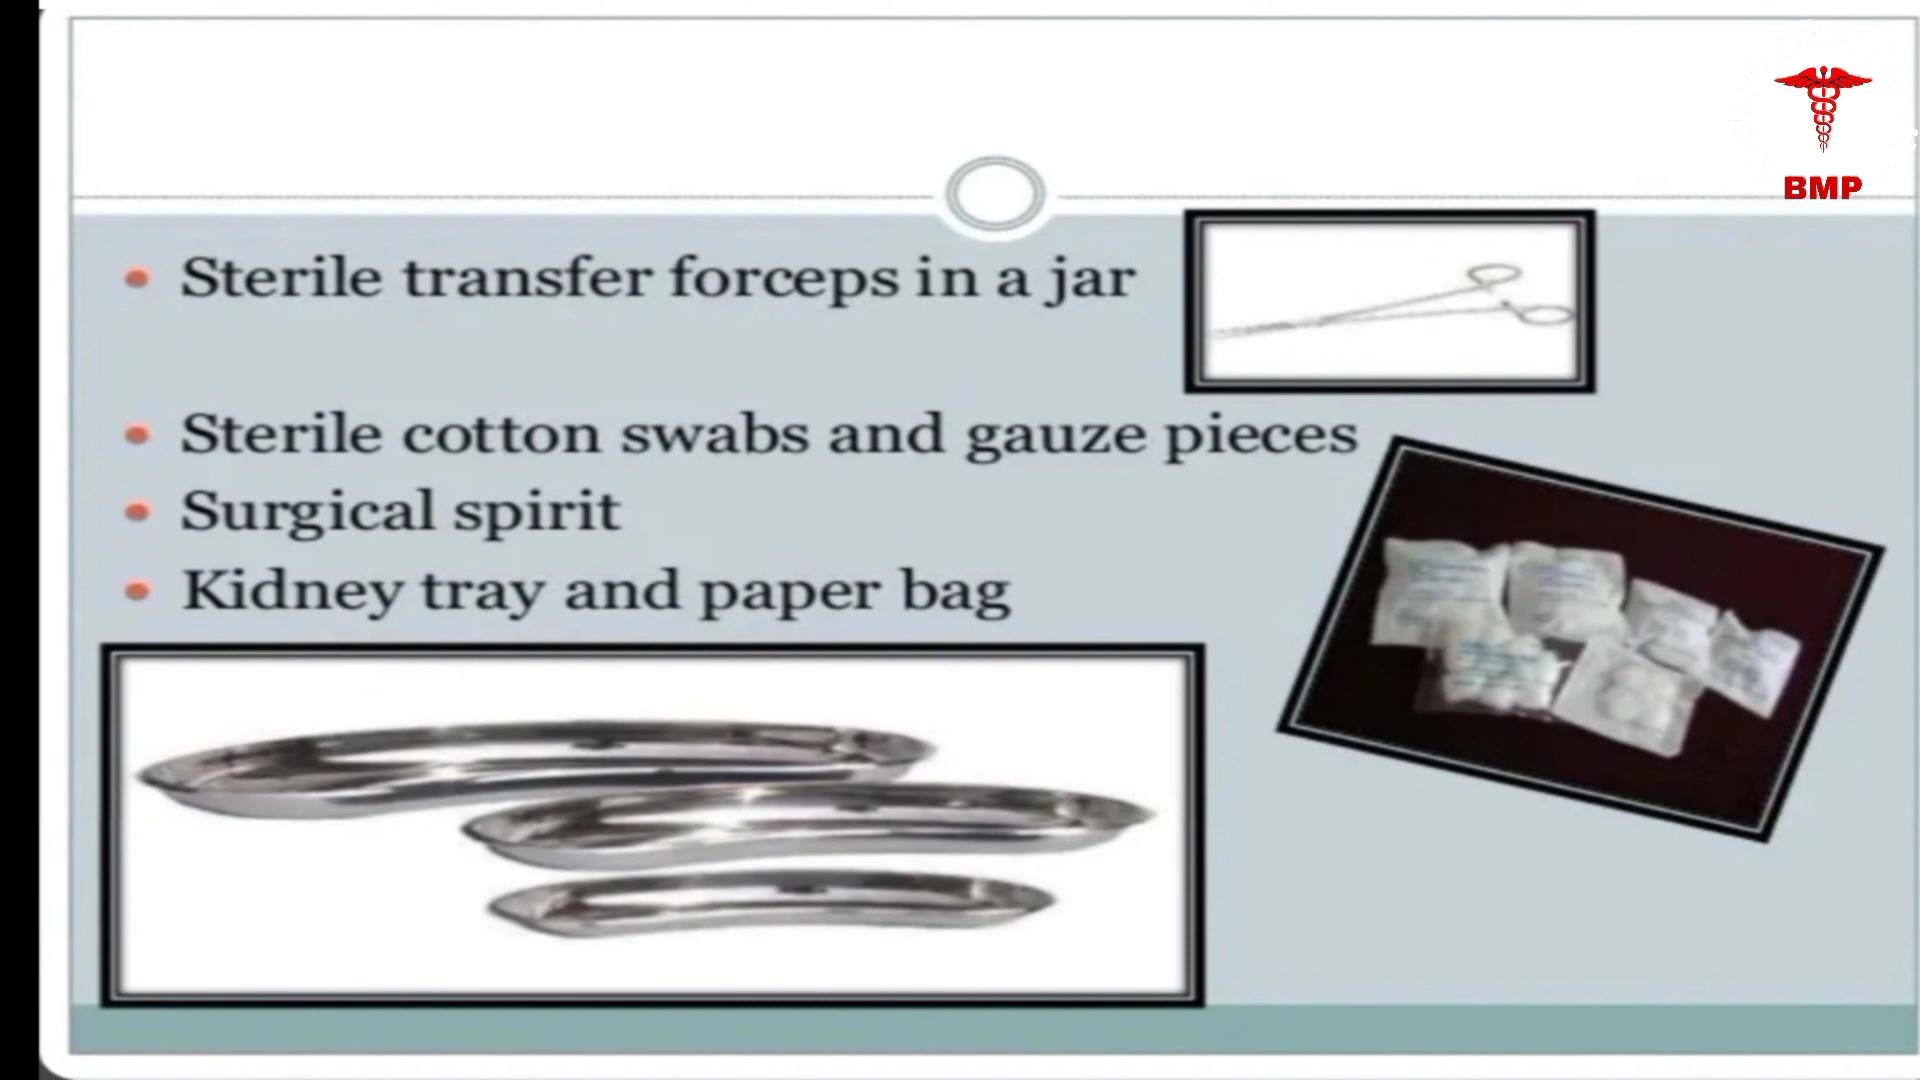 BMP
Sterile transfer forceps in a jar
Sterile cotton swabs and gauze pieces
Surgical spirit
Kidney tray and paper bag